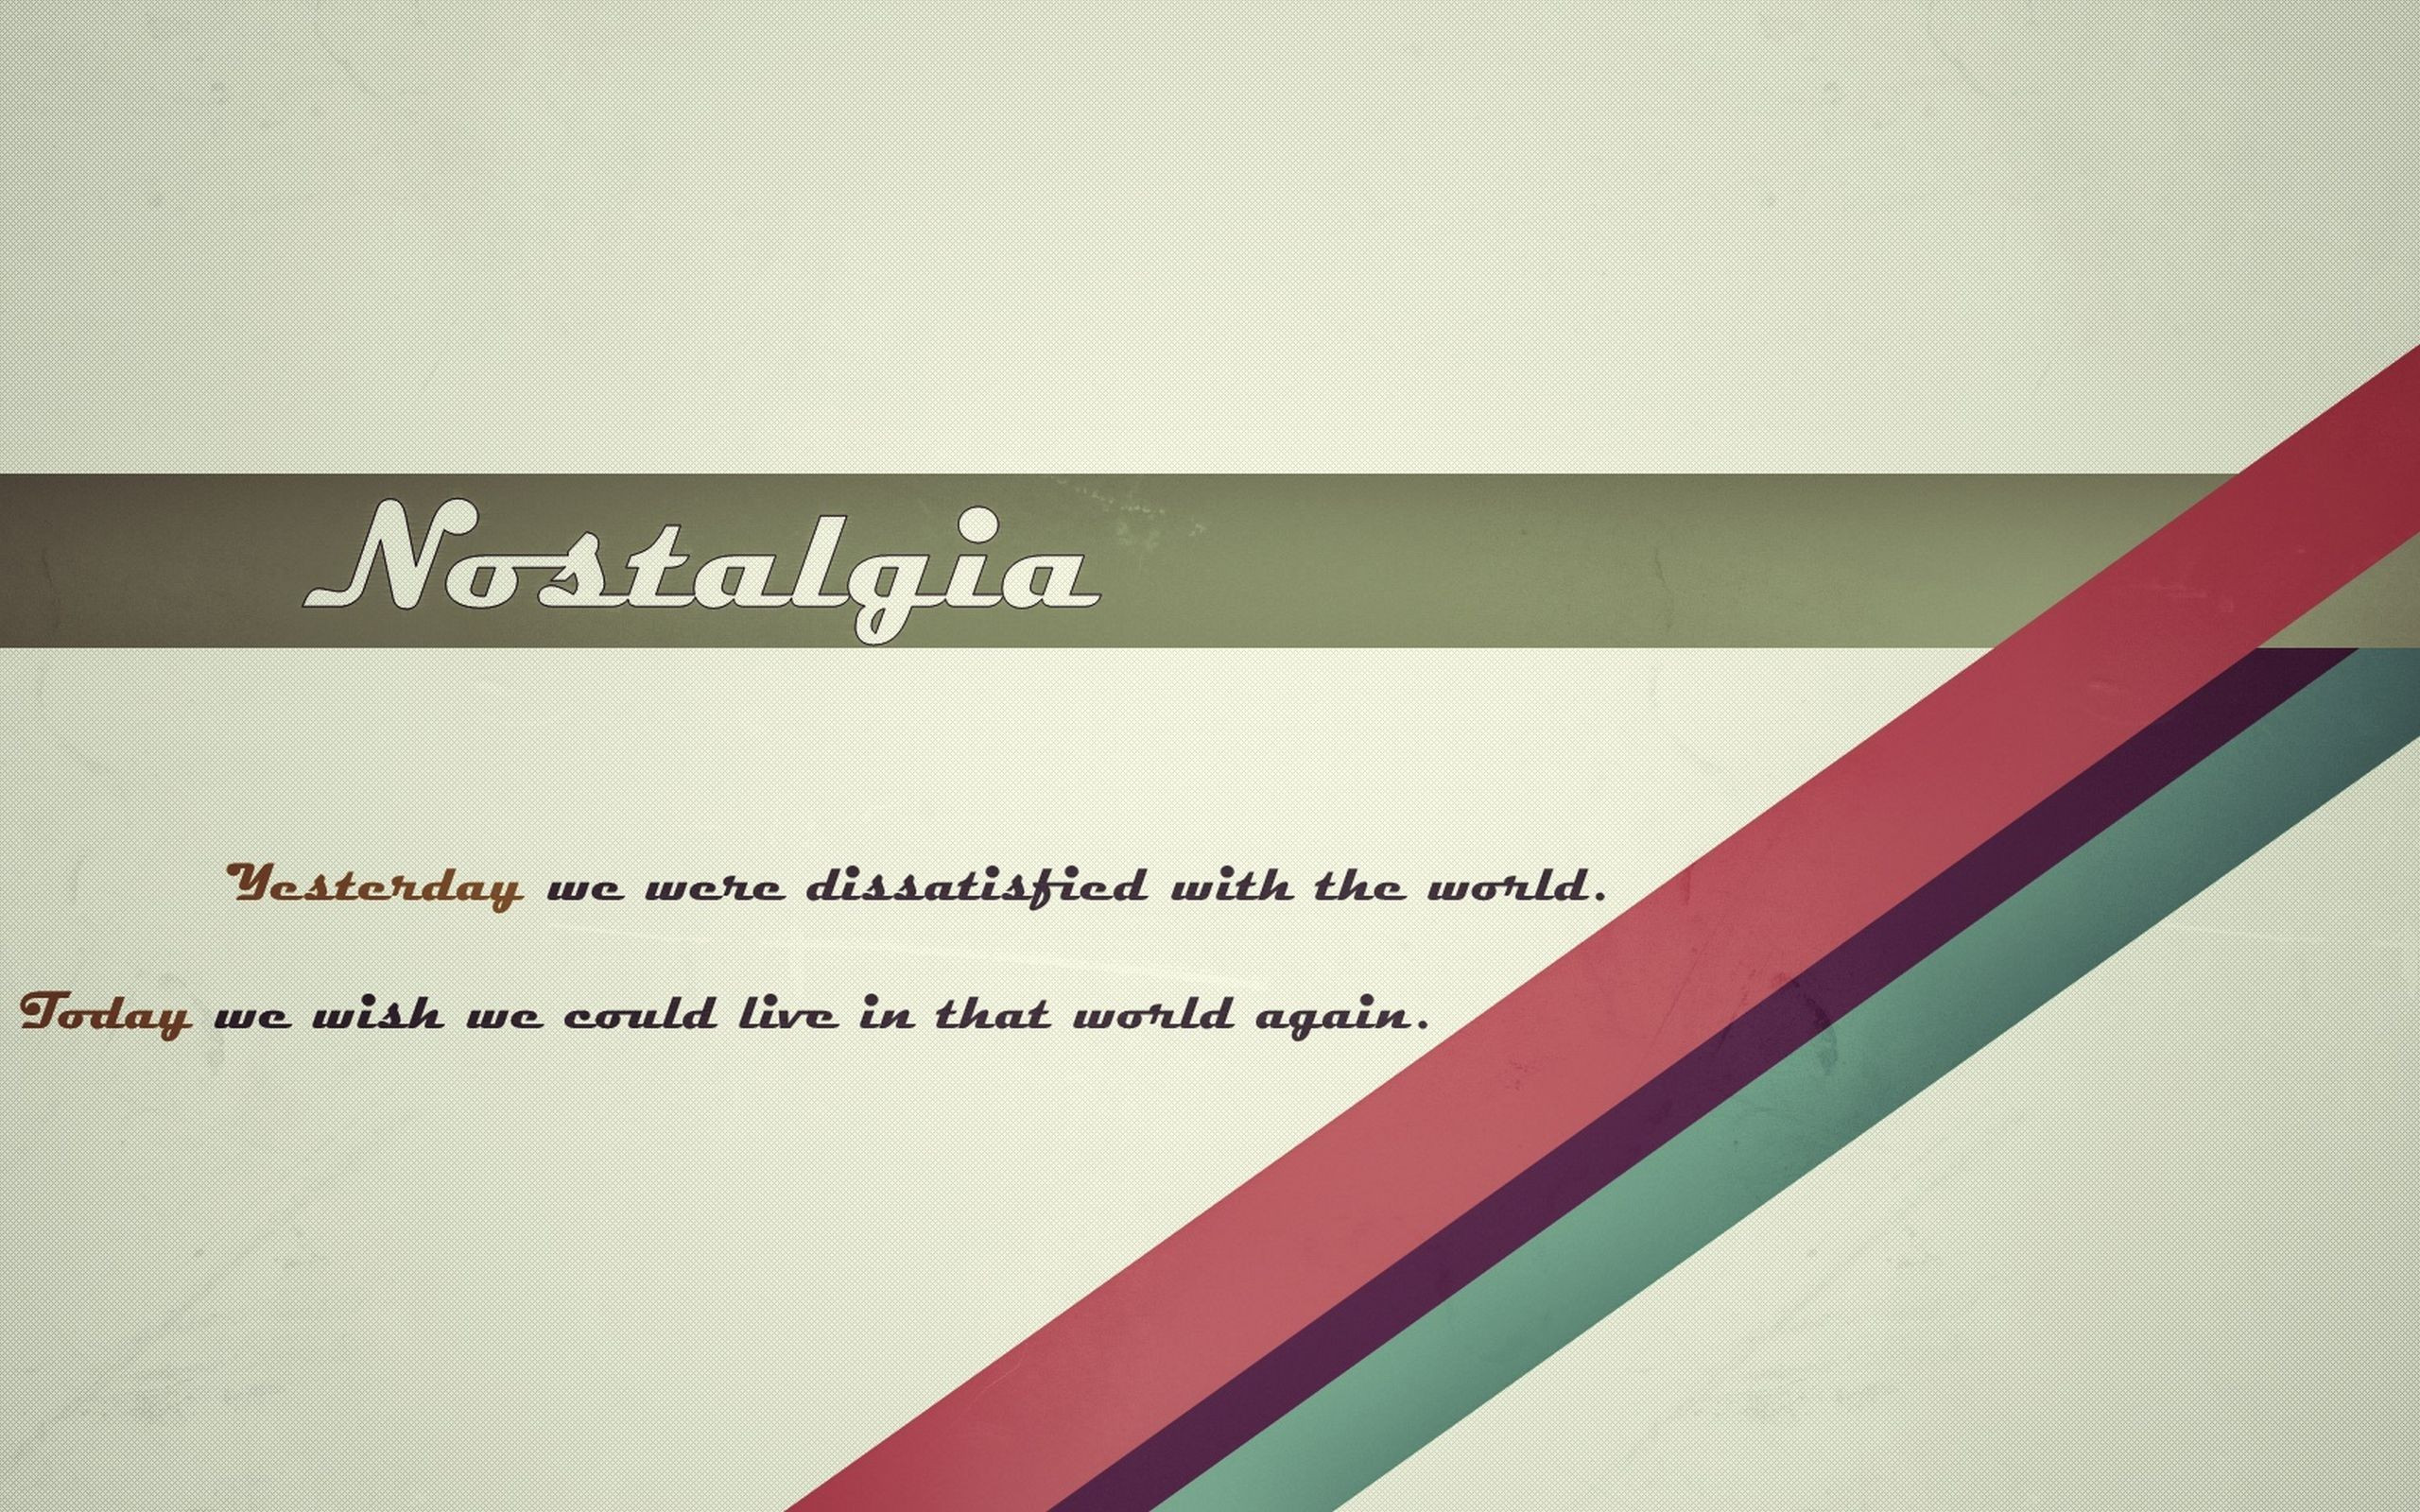 Nostalgia
Yesterday we were dissatisfied with the world.
Today we wish we could live in that world again.